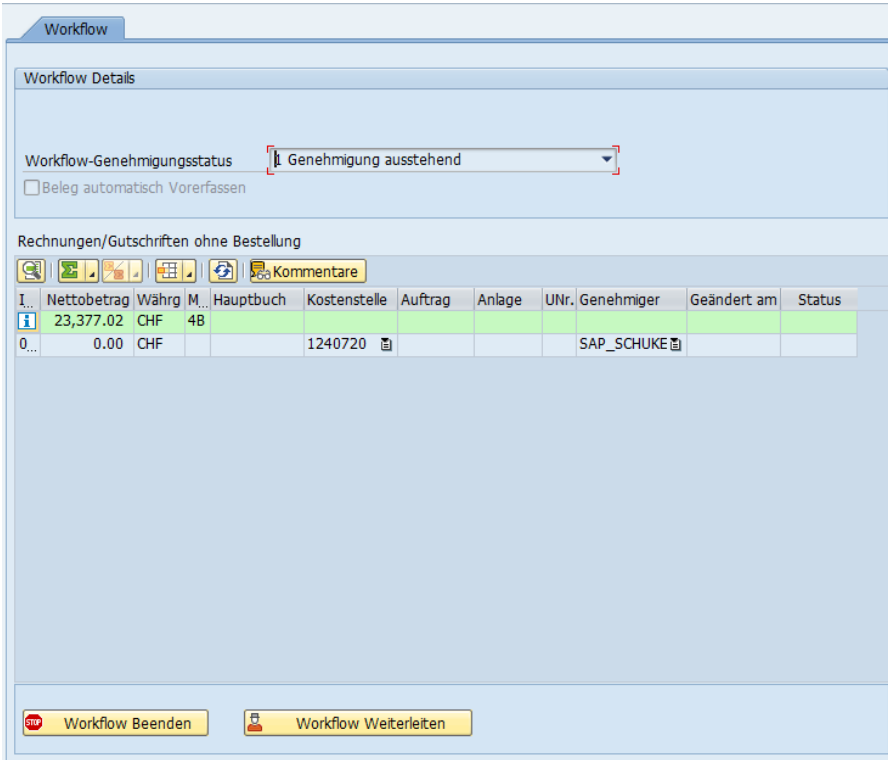 Workflow
Workflow Details
Workflow-Genehmigungsstatus 1 Genehmigung ausstehend
Beleg automatisch Vorerfassen
Rechnungen/Gutschriften ohne Bestellung
Kommentare
I... Nettobetrag Währg M... Hauptbuch Kostenstelle Auftrag Anlage UNr. Genehmiger Geändert am Status
23,377.02 CHF 4B
0... 0.00 CHF 1240720 SAP_SCHUKE
STOP Workflow Beenden Workflow Weiterleiten